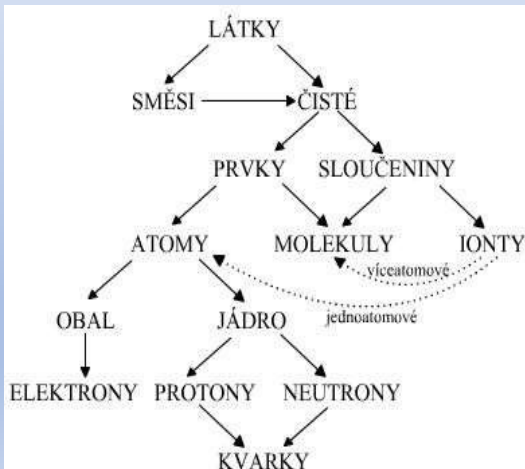 LÁTKY
SMĚSI ČISTÉ
PRVKY SLOUČENINY
ATOMY MOLEKULY IONTY
víceatomové
jednoatomové
OBAL JÁDRO
ELEKTRONY PROTONY NEUTRONY
KVARKY